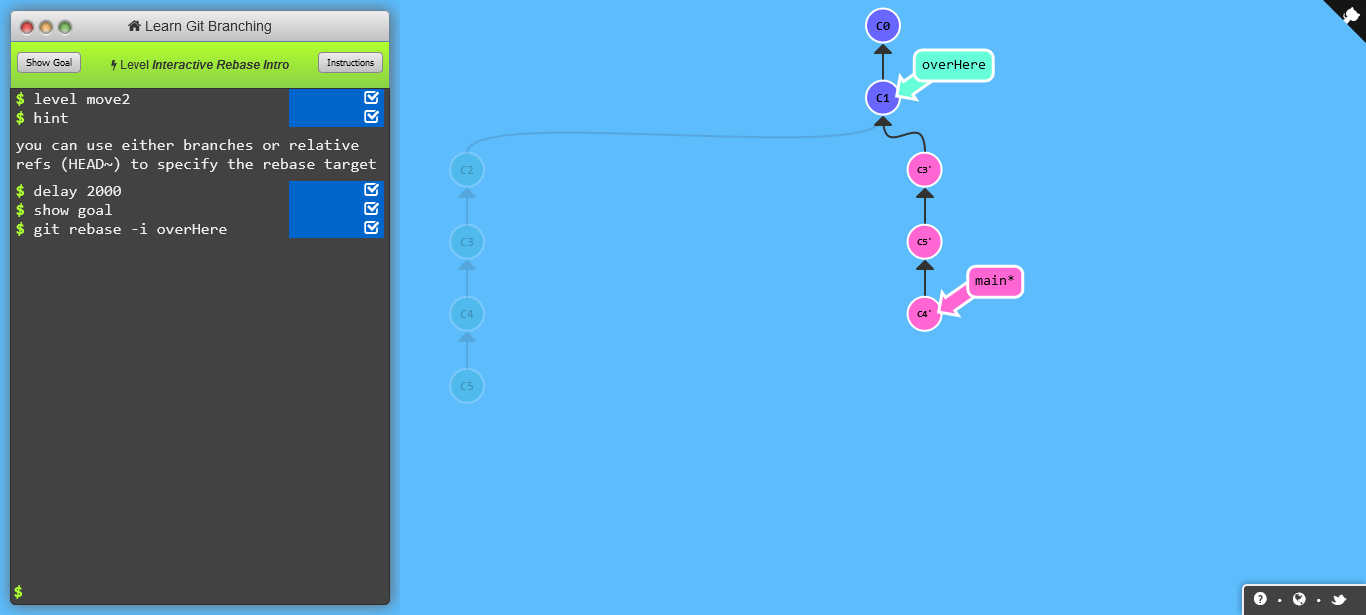 Learn Git Branching
Show Goal
Level Interactive Rebase Intro
Instructions
$ level move2
$ hint
you can use either branches or relative
refs (HEAD~) to specify the rebase target
$ delay 2000
$ show goal
$ git rebase -i overHere
$
C0
overHere
C1
C2
C3'
C3
C5'
main*
C4
C4'
C5